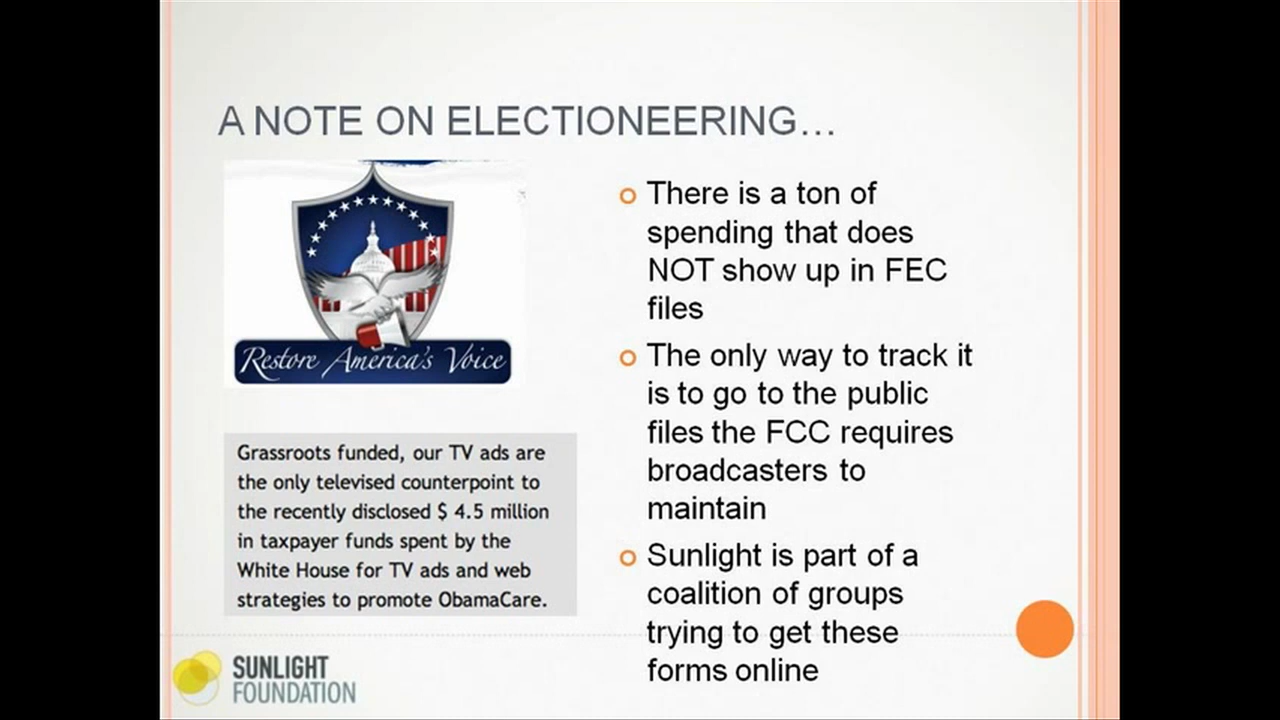 A NOTE ON ELECTIONEERING…
Restore America's Voice
Grassroots funded, our TV ads are
the only televised counterpoint to
the recently disclosed $ 4.5 million
in taxpayer funds spent by the
White House for TV ads and web
strategies to promote ObamaCare.
There is a ton of
spending that does
NOT show up in FEC
files
The only way to track it
is to go to the public
files the FCC requires
broadcasters to
maintain
Sunlight is part of a
coalition of groups
trying to get these
forms online
SUNLIGHT
FOUNDATION